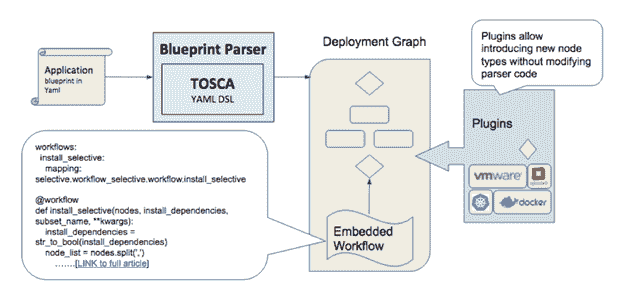 Application
blueprint in
Yaml
Blueprint Parser
TOSCA
YAML DSL
Deployment Graph
Plugins allow
introducing new node
types without modifying
parser code
Plugins
vmware
docker
Embedded
Workflow
workflows:
install_selective:
mapping:
selective.workflow_selective.workflow.install_selective
@workflow
def install_selective(nodes, install_dependencies,
subset_name, **kwargs):
install_dependencies =
str_to_bool(install_dependencies)
node_list = nodes.split(',')
.......[LINK to full article]